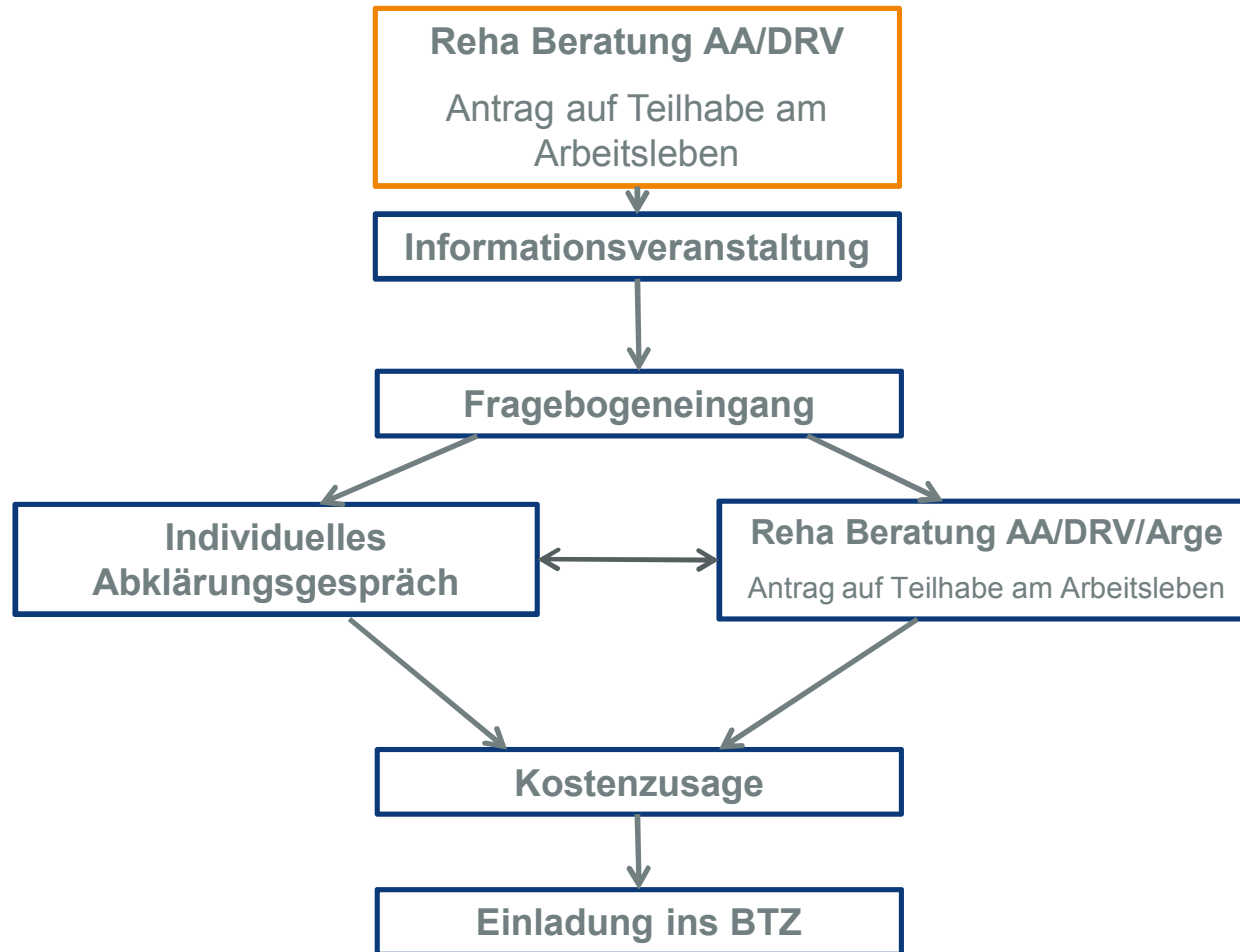 Reha Beratung AA/DRV
Antrag auf Teilhabe am
Arbeitsleben
Informationsveranstaltung
Fragebogeneingang
Individuelles
Abklärungsgespräch
Reha Beratung AA/DRV/Arge
Antrag auf Teilhabe am Arbeitsleben
Kostenzusage
Einladung ins BTZ